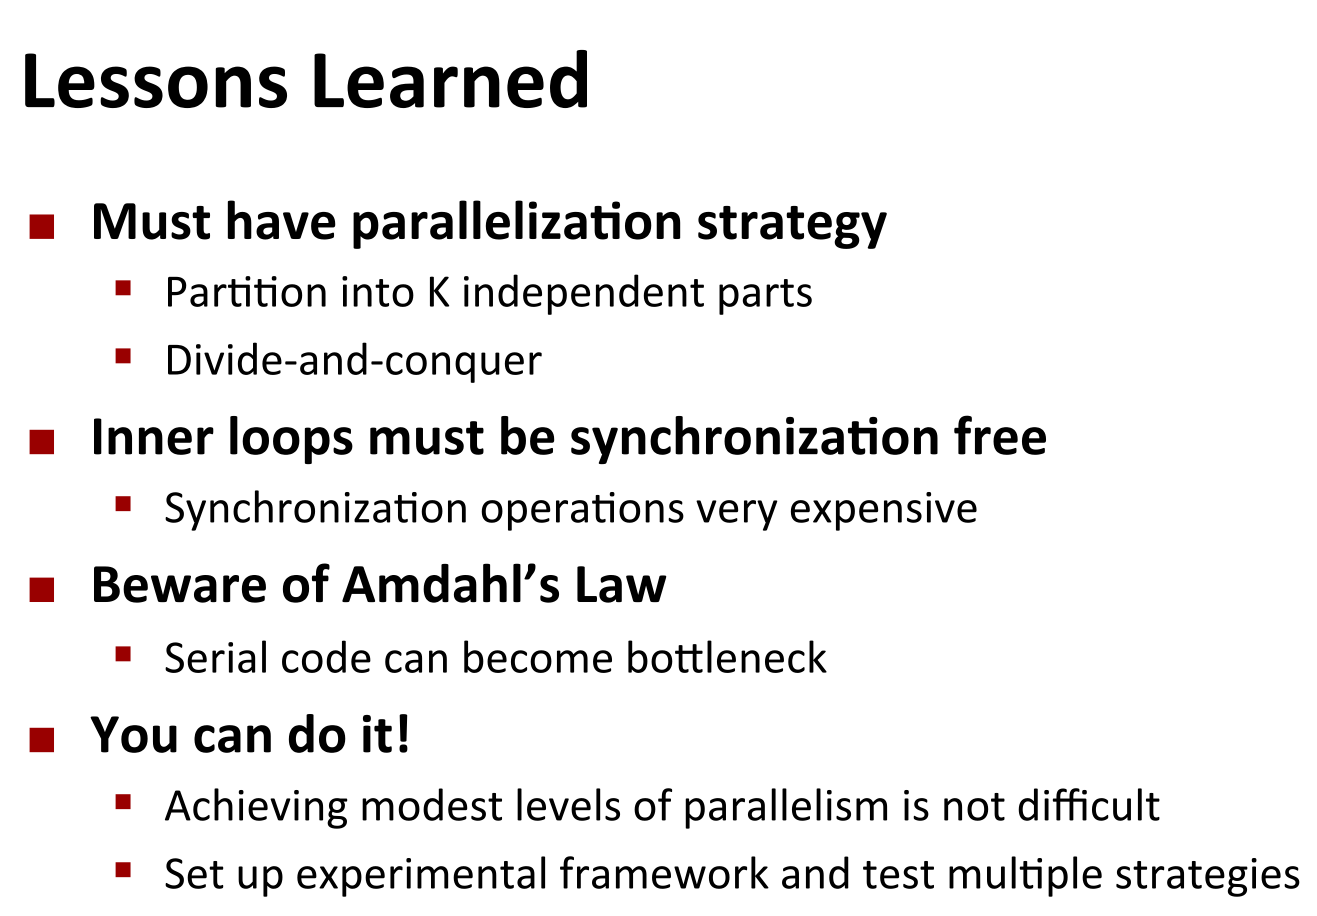 Lessons Learned
Must have parallelization strategy
Partition into K independent parts
Divide-and-conquer
Inner loops must be synchronization free
Synchronization operations very expensive
Beware of Amdahl’s Law
Serial code can become bottleneck
You can do it!
Achieving modest levels of parallelism is not difficult
Set up experimental framework and test multiple strategies